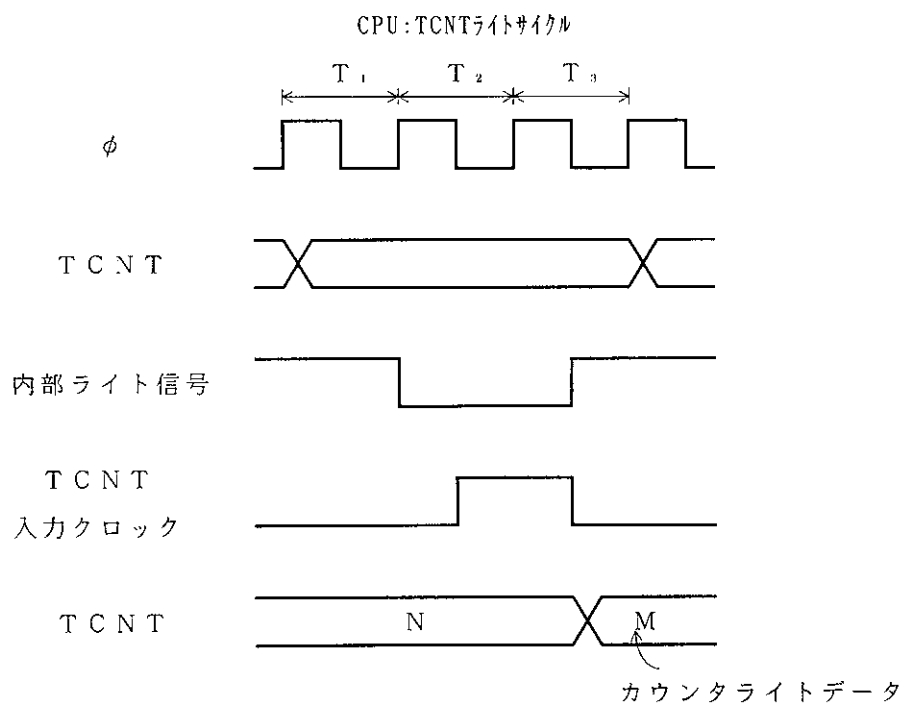 CPU:TCNTライトサイクル
T₁ T₂ T₃
φ
TCNT
内部ライト信号
TCNT
入力クロック
TCNT N M
カウンタライトデータ